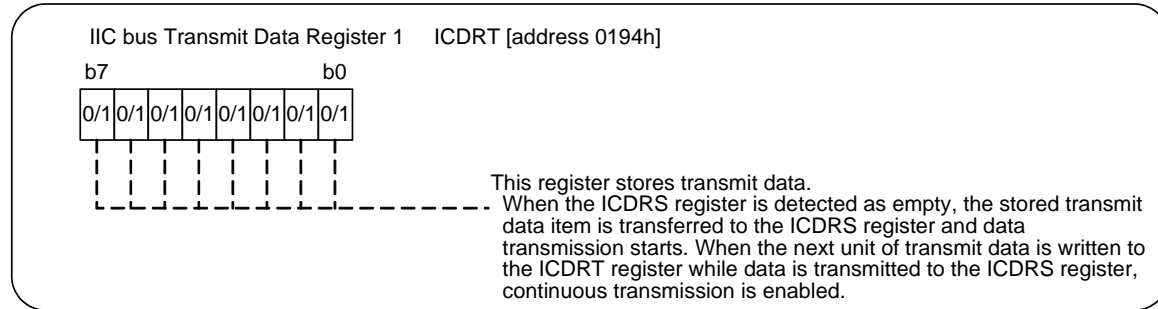 IIC bus Transmit Data Register 1 ICDRT [address 0194h]
b7 b0
0/1 0/1 0/1 0/1 0/1 0/1 0/1 0/1
This register stores transmit data.
When the ICDRS register is detected as empty, the stored transmit
data item is transferred to the ICDRS register and data
transmission starts. When the next unit of transmit data is written to
the ICDRT register while data is transmitted to the ICDRS register,
continuous transmission is enabled.